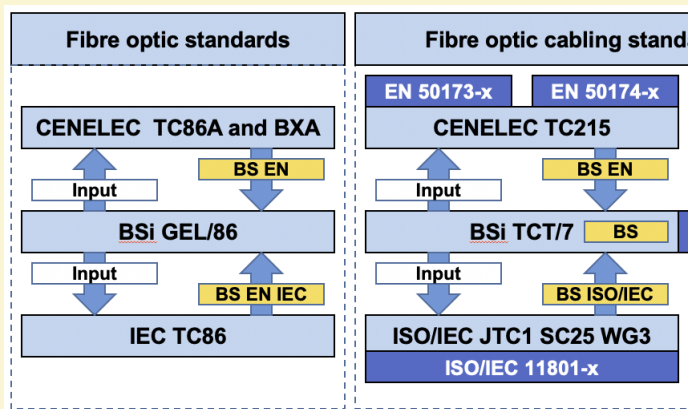 Fibre optic standards
CENELEC  TC86A and BXA
Input
BS EN
BSi GEL/86
Input
BS EN IEC
IEC TC86
Fibre optic cabling
EN 50173-x
EN 50174-x
CENELEC TC215
Input
BS EN
BSi TCT/7
BS
Input
BS ISO/IEC
ISO/IEC JTC1 SC25 WG3
ISO/IEC 11801-x